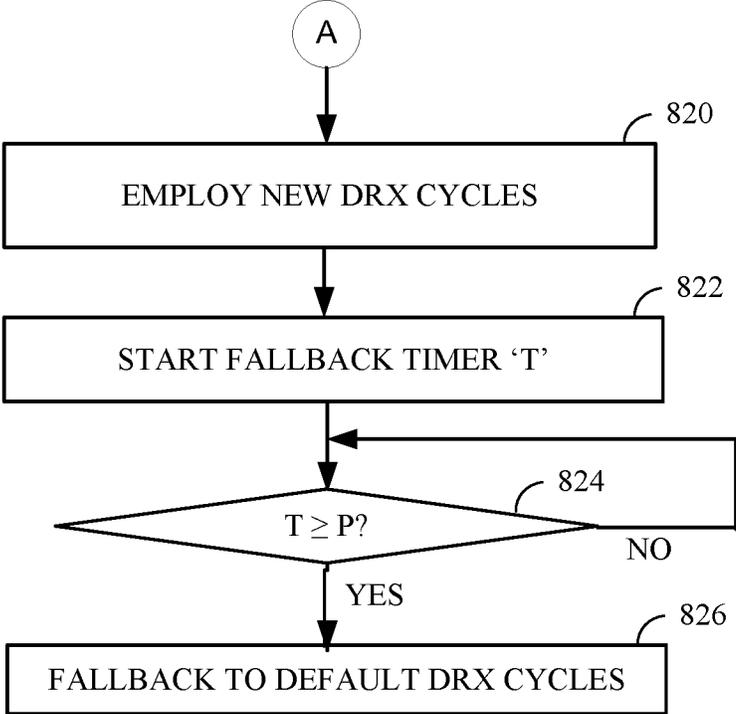 A
820
EMPLOY NEW DRX CYCLES
822
START FALLBACK TIMER ‘T’
824
T ≥ P?
NO
YES
826
FALLBACK TO DEFAULT DRX CYCLES